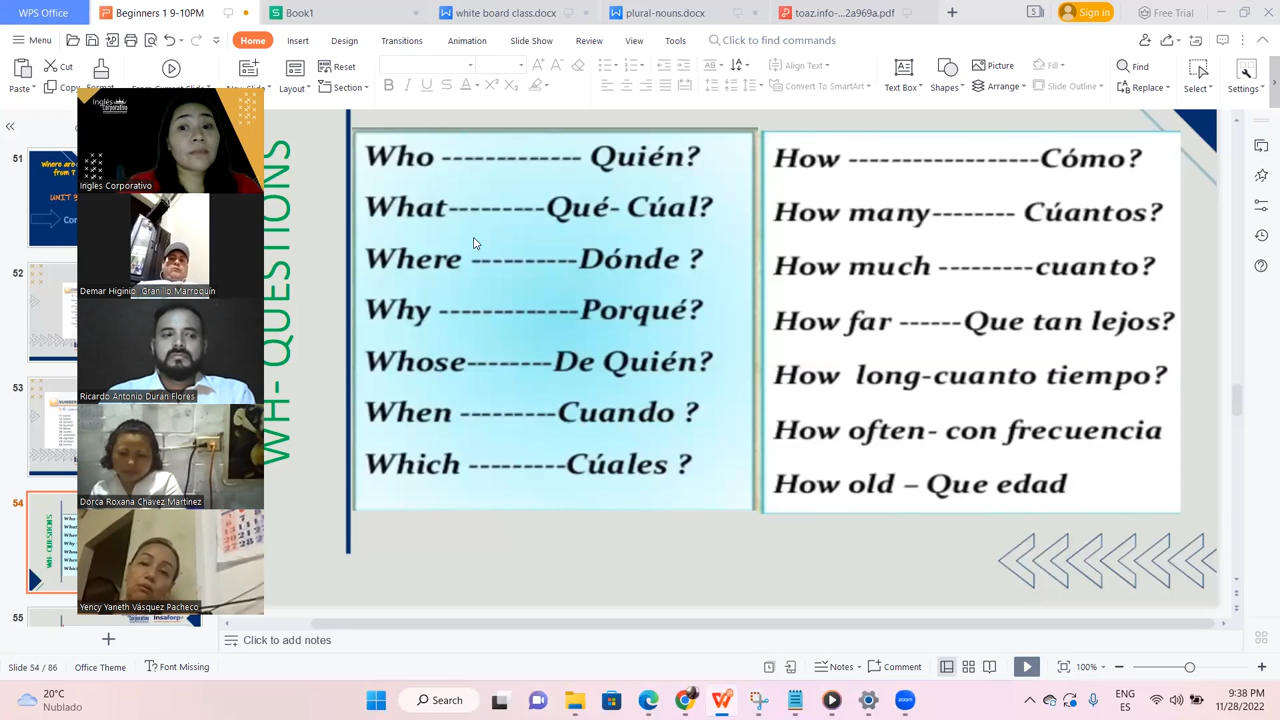 WPS Office
Beginners 1 9-10PM
Book1
white board class.docx
plural-nouns.docx
toaz.info-...2a969a.pdf
Sign in
Free Trial
Menu
Home
Insert
Design
Transitions
Animation
Slide Show
Review
View
Tools
Click to find commands
Cut
Reset
Align Text
Picture
Fill
Find
Layout
Section
Convert To SmartArt
Text Box
Shapes
Arrange
Slide Outline
Replace
Select
Settings
Inglés
Corporativo
Ingles Corporativo
Demar Higinio Granillo Marroquín
Ricardo Antonio Durán Flores
Dorca Roxana Chavez Martinez
Yency Yaneth Vásquez Pacheco
51
52
53
54
55
WH- QUESTIONS
Who ------------- Quién?
What---------Qué- Cúal?
Where ----------Dónde ?
Why -------------Porqué?
Whose--------De Quién?
When ---------Cuando ?
Which ---------Cúales ?
How ------------------Cómo?
How many-------- Cúantos?
How much ---------cuanto?
How far ------Que tan lejos?
How long-cuanto tiempo?
How often- con frecuencia
How old – Que edad
Click to add notes
Slide 54 / 86
Office Theme
Font Missing
Notes
Comment
100%
20°C
Nublado
Search
zoom
ENG
ES
9:38 PM
11/28/2022